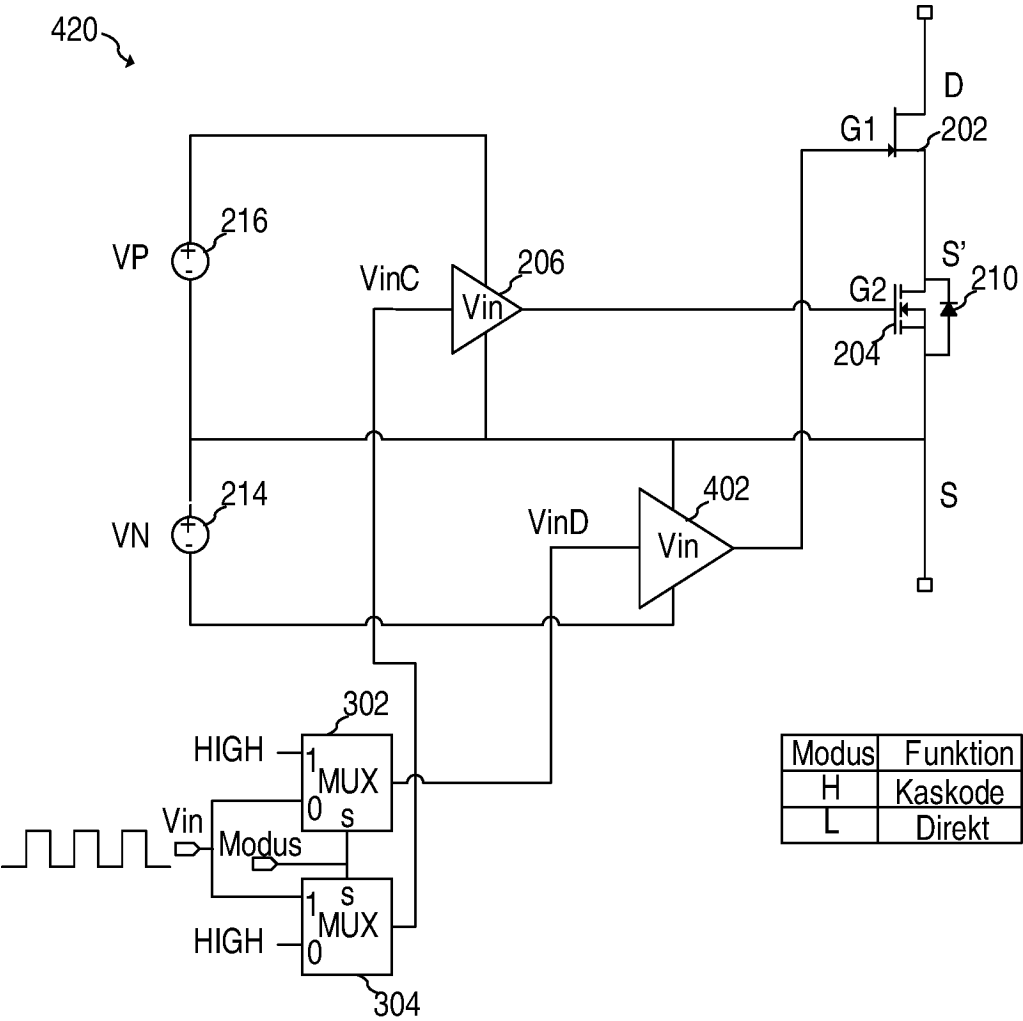 420
D
G1
202
216
VP
+
-
VinC
206
Vin
S’
G2
210
204
214
VN
+
-
VinD
402
Vin
S
302
HIGH
1
MUX
0
S
Vin
Modus
S
1
MUX
HIGH
0
304
Modus Funktion
H Kaskode
L Direkt